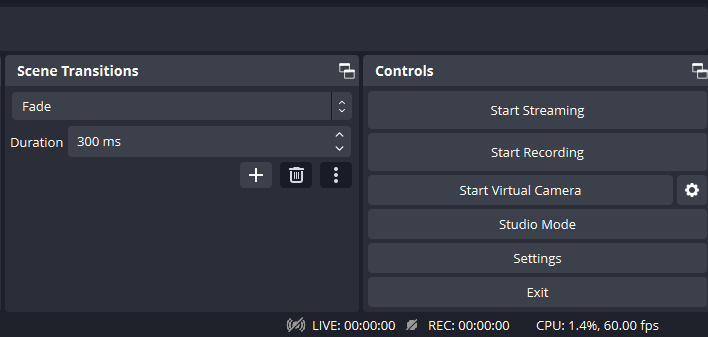 Scene Transitions
Fade
Duration 300 ms
Controls
Start Streaming
Start Recording
Start Virtual Camera
Studio Mode
Settings
Exit
LIVE: 00:00:00 REC: 00:00:00 CPU: 1.4%, 60.00 fps